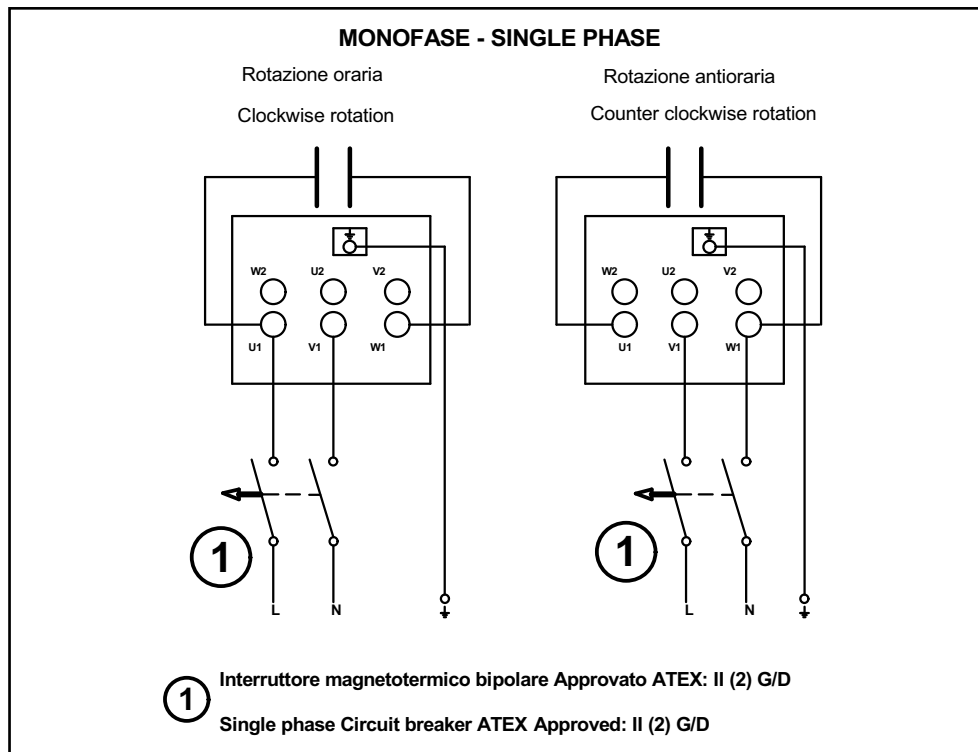 MONOFASE - SINGLE PHASE
Rotazione oraria
Clockwise rotation
W2 U2 V2
U1 V1 W1
1
L N
Rotazione antioraria
Counter clockwise rotation
W2 U2 V2
U1 V1 W1
1
L N
1
Interruttore magnetotermico bipolare Approvato ATEX: II (2) G/D
Single phase Circuit breaker ATEX Approved: II (2) G/D